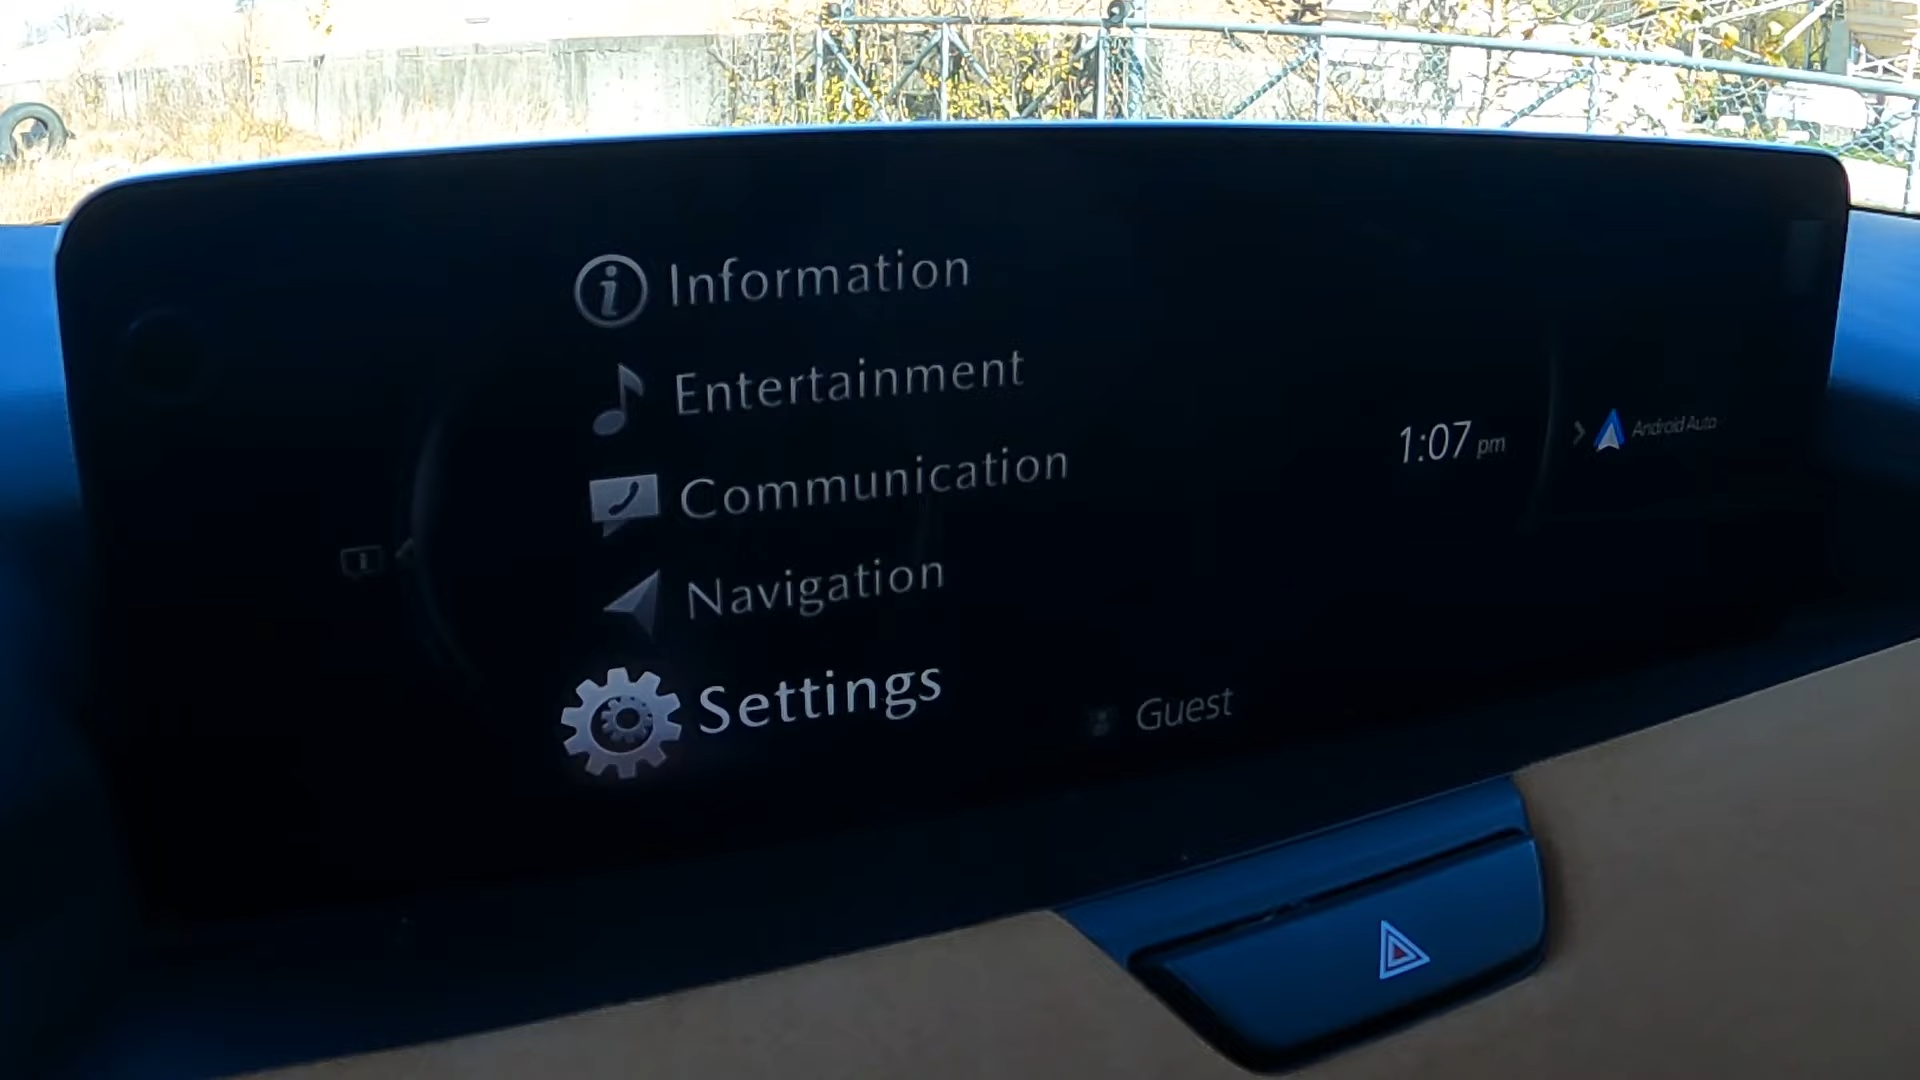 Information
Entertainment
Communication
Navigation
Settings
1:07 pm
Android Auto
Guest